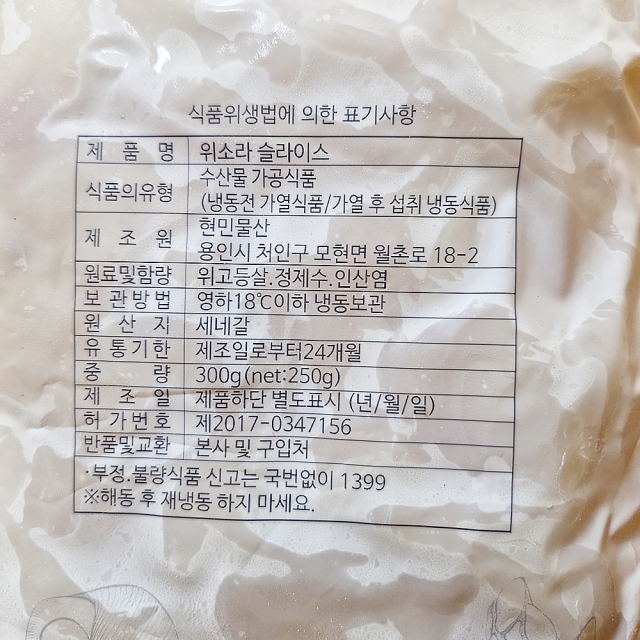 식품위생법에 의한 표기사항
제 품 명 위소라 슬라이스
식품의유형 수산물 가공식품
(냉동전 가열식품/가열 후 섭취 냉동식품)
제 조 원 현민물산
용인시 처인구 모현면 월촌로 18-2
원료및함량 위고등살.정제수.인산염
보관방법 영하18℃이하 냉동보관
원 산 지 세네갈
유통기한 제조일로부터24개월
중 량 300g(net:250g)
제 조 일 제품하단 별도표시 (년/월/일)
허가번호 제2017-0347156
반품및교환 본사 및 구입처
·부정.불량식품 신고는 국번없이 1399
※해동 후 재냉동 하지 마세요.